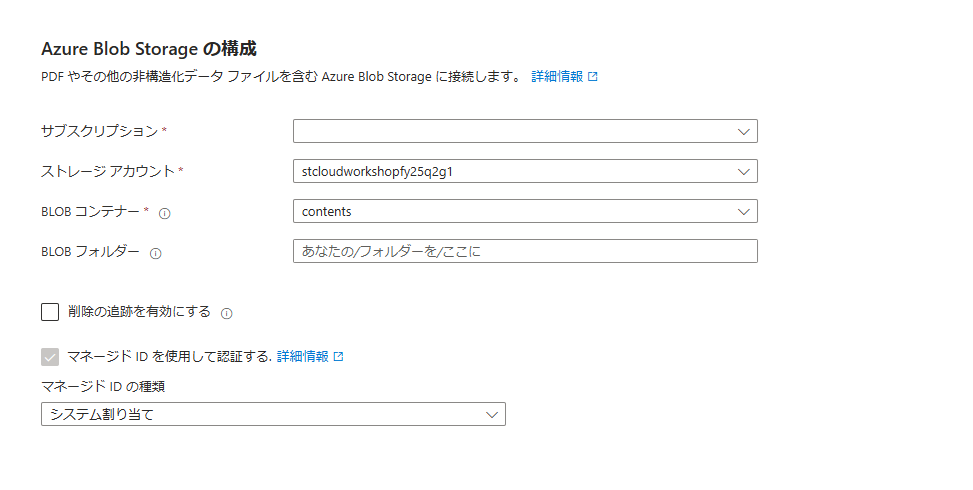 Azure Blob Storage の構成
PDF やその他の非構造化データ ファイルを含む Azure Blob Storage に接続します。 詳細情報
サブスクリプション *
ストレージ アカウント * stcloudworkshopfy25q2g1
BLOB コンテナー * contents
BLOB フォルダー あなたの/フォルダーを/ここに
削除の追跡を有効にする
マネージド ID を使用して認証する. 詳細情報
マネージド ID の種類
システム割り当て